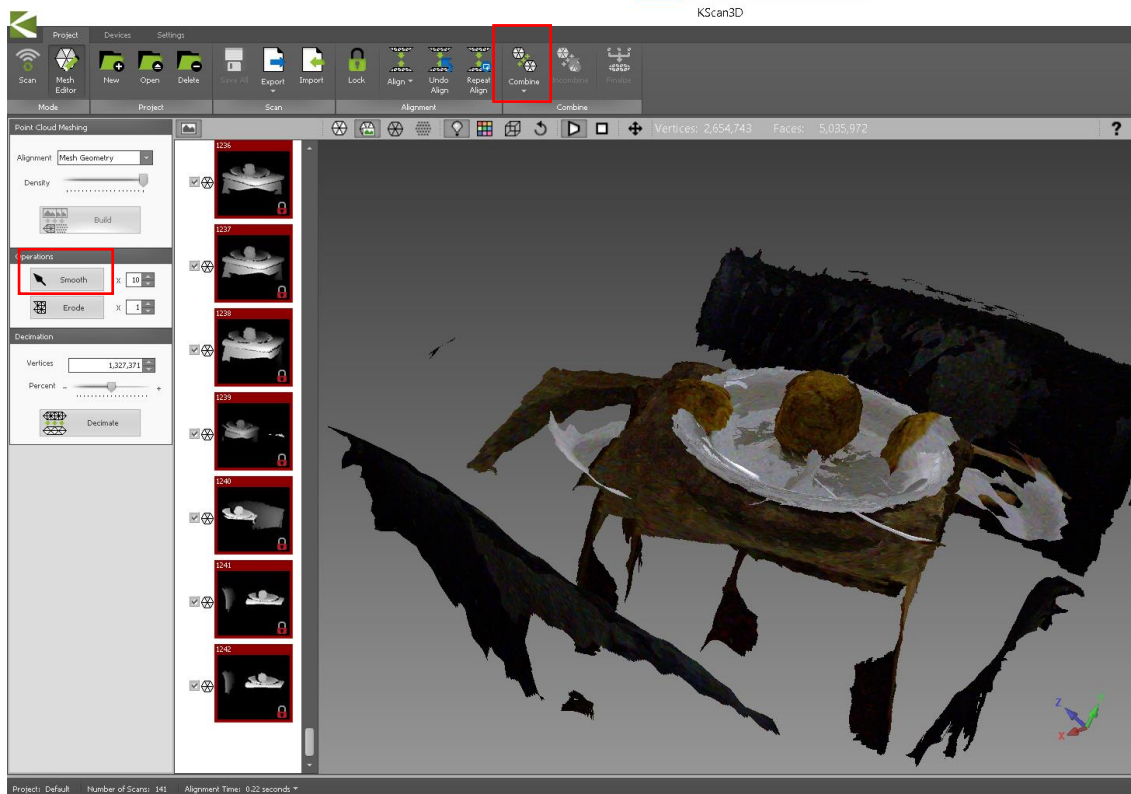 KScan3D
Project Devices Settings
Scan Mesh Editor New Open Delete Save All Export Import Lock Align Undo Align Repeat Align Combine Uncombine Finalize
Mode Project Scan Alignment Combine
Point Cloud Meshing
Vertices: 2,654,743 Faces: 5,035,972 ?
Alignment Mesh Geometry
Density
Build
Operations
Smooth x 10
Erode x 1
Decimation
Vertices 1,327,371
Percent - +
Decimate
1236
1237
1238
1239
1240
1241
1242
Z
X
Project: Default Number of Scans: 141 Alignment Time: 0.22 seconds